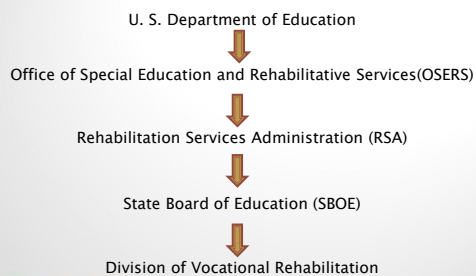 U. S. Department of Education
Office of Special Education and Rehabilitative Services(OSERS)
Rehabilitation Services Administration (RSA)
State Board of Education (SBOE)
Division of Vocational Rehabilitation